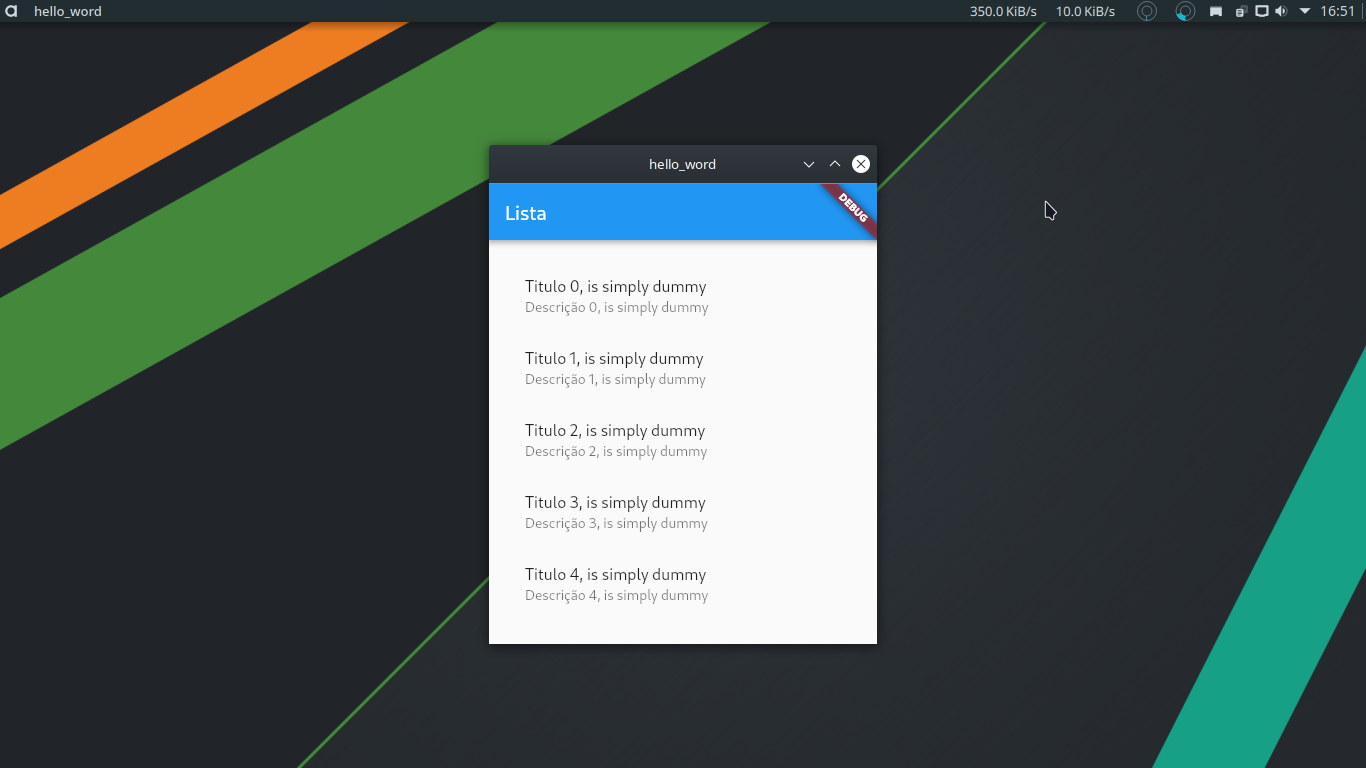 hello_word
350.0 KiB/s 10.0 KiB/s 16:51
hello_word
Lista
DEBUG
Titulo 0, is simply dummy
Descrição 0, is simply dummy
Titulo 1, is simply dummy
Descrição 1, is simply dummy
Titulo 2, is simply dummy
Descrição 2, is simply dummy
Titulo 3, is simply dummy
Descrição 3, is simply dummy
Titulo 4, is simply dummy
Descrição 4, is simply dummy